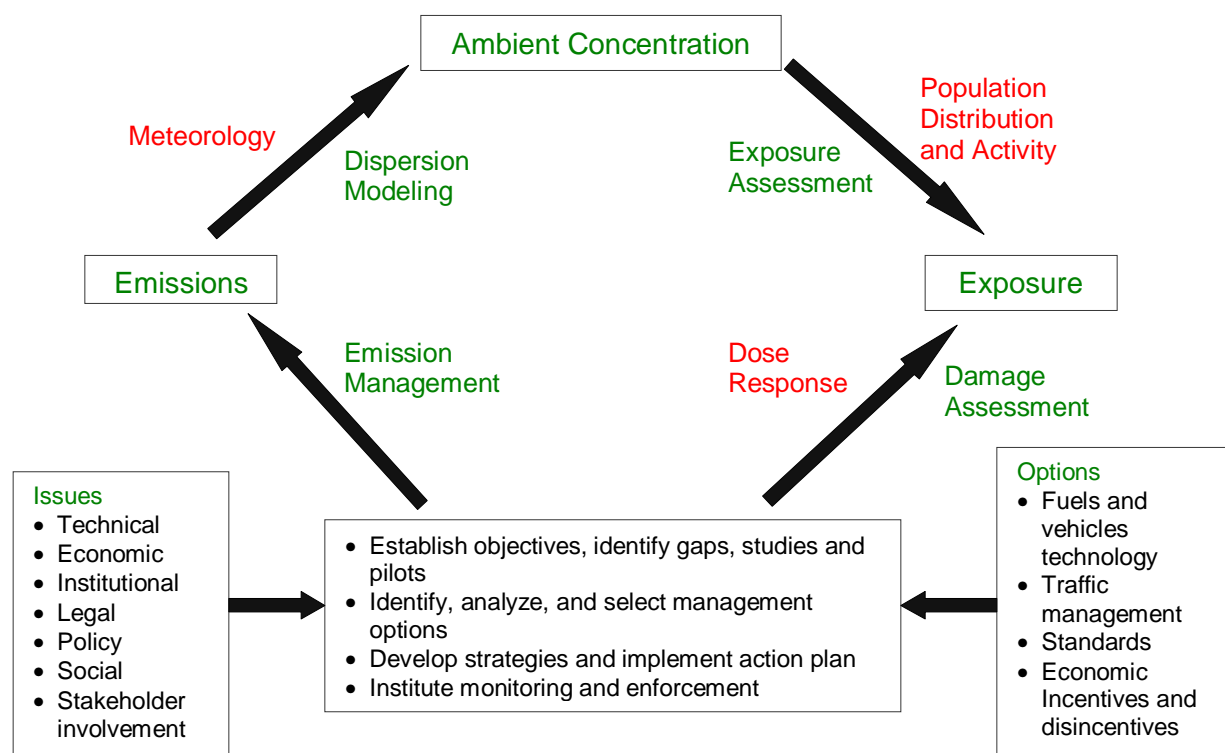 Ambient Concentration
Meteorology
Dispersion
Modeling
Exposure
Assessment
Population
Distribution
and Activity
Emissions
Exposure
Emission
Management
Dose
Response
Damage
Assessment
Issues
• Technical
• Economic
• Institutional
• Legal
• Policy
• Social
• Stakeholder
involvement
• Establish objectives, identify gaps, studies and
pilots
• Identify, analyze, and select management
options
• Develop strategies and implement action plan
• Institute monitoring and enforcement
Options
• Fuels and
vehicles
technology
• Traffic
management
• Standards
• Economic
Incentives and
disincentives